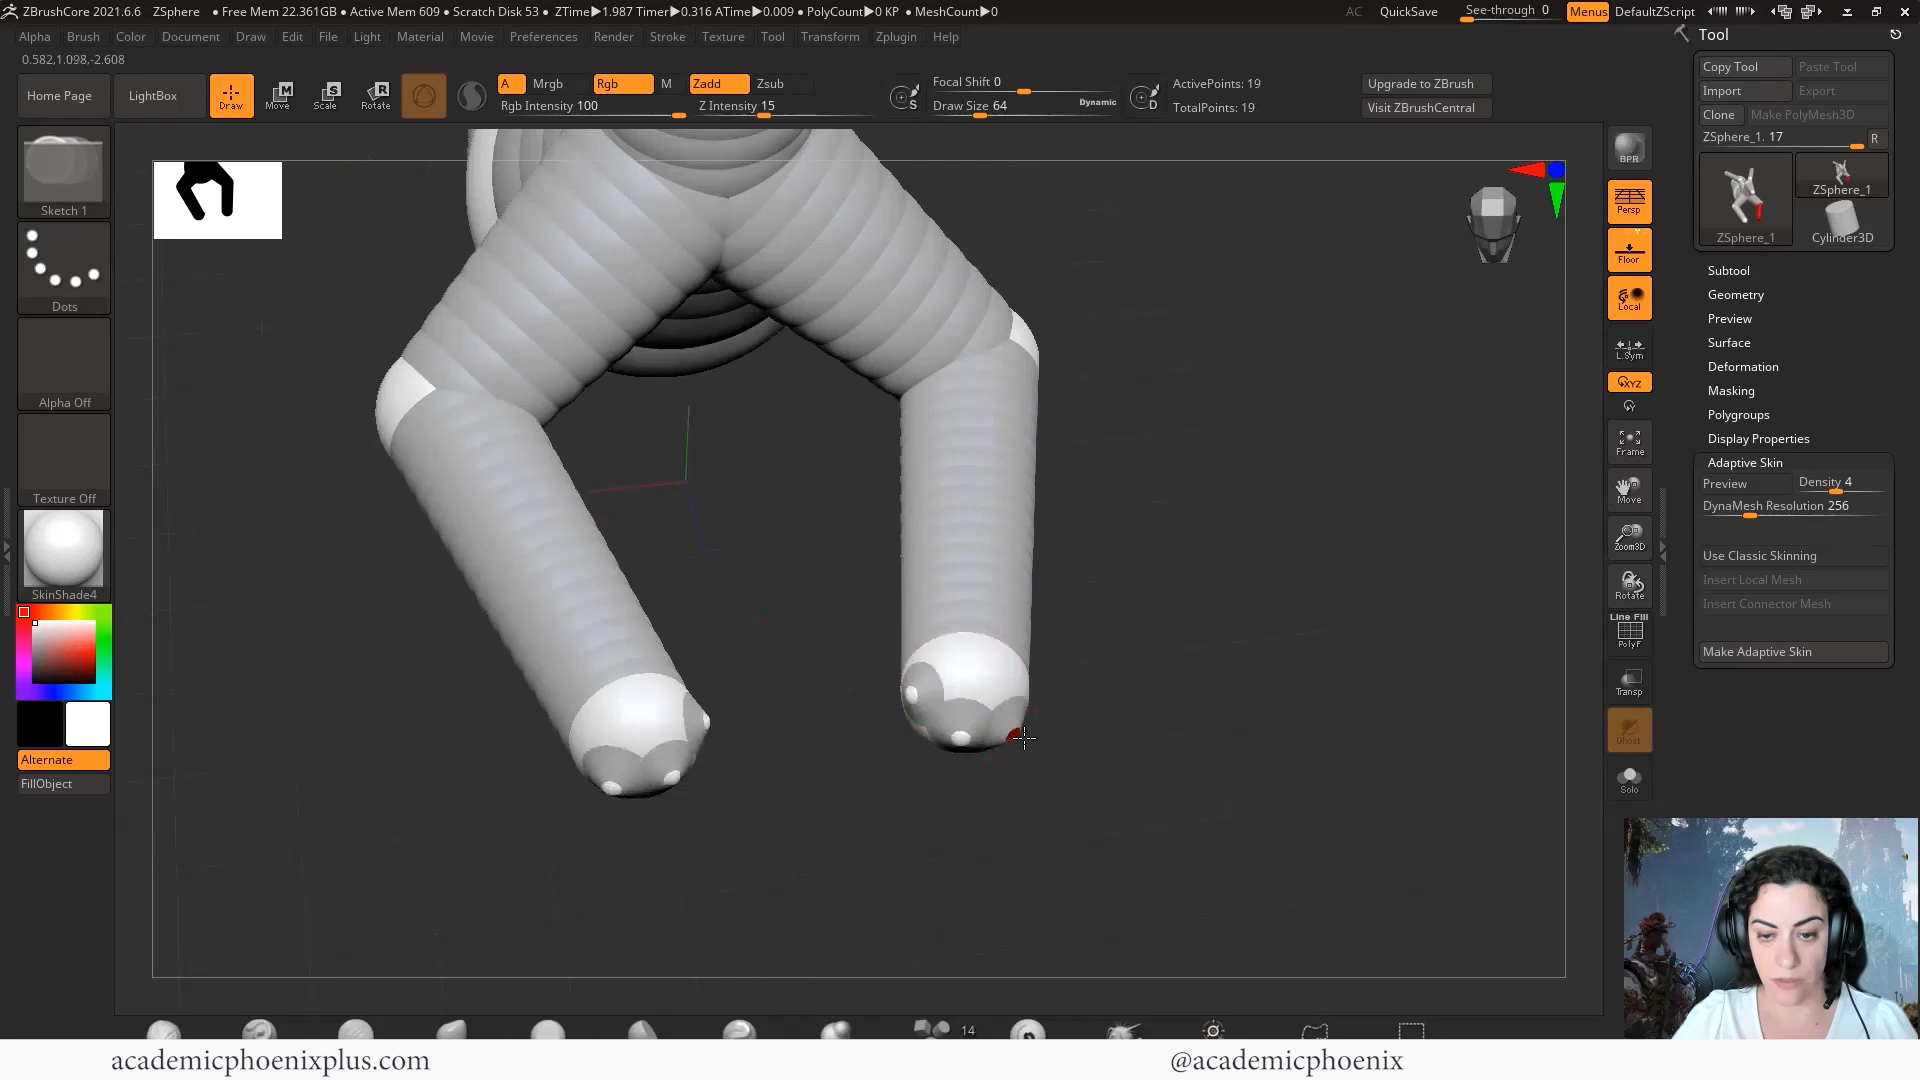 ZBrushCore 2021.6.6 ZSphere • Free Mem 22.361GB • Active Mem 609 • Scratch Disk 53 • ZTime▶1.987 Timer▶0.316 ATime▶0.009 • PolyCount▶0 KP • MeshCount▶0 AC QuickSave See-through 0 Menus DefaultZScript
Alpha Brush Color Document Draw Edit File Light Material Movie Preferences Render Stroke Texture Tool Transform Zplugin Help
0.582,1.098,-2.608
Home Page
LightBox
Draw
Move
Scale
Rotate
A Mrgb Rgb M Zadd Zsub
Rgb Intensity 100 Z Intensity 15
Focal Shift 0
Draw Size 64 Dynamic
ActivePoints: 19
TotalPoints: 19
Upgrade to ZBrush
Visit ZBrushCentral
Sketch 1
Dots
Alpha Off
Texture Off
SkinShade4
Alternate
FillObject
BPR
Persp
Floor
Local
L.Sym
XYZ
Frame
Move
Zoom3D
Rotate
Line Fill
PolyF
Transp
Ghost
Solo
Tool
Copy Tool Paste Tool
Import Export
Clone Make PolyMesh3D
ZSphere_1. 17 R
ZSphere_1
ZSphere_1
Cylinder3D
Subtool
Geometry
Preview
Surface
Deformation
Masking
Polygroups
Display Properties
Adaptive Skin
Preview Density 4
DynaMesh Resolution 256
Use Classic Skinning
Insert Local Mesh
Insert Connector Mesh
Make Adaptive Skin
14
academicphoenixplus.com
@academicphoenix